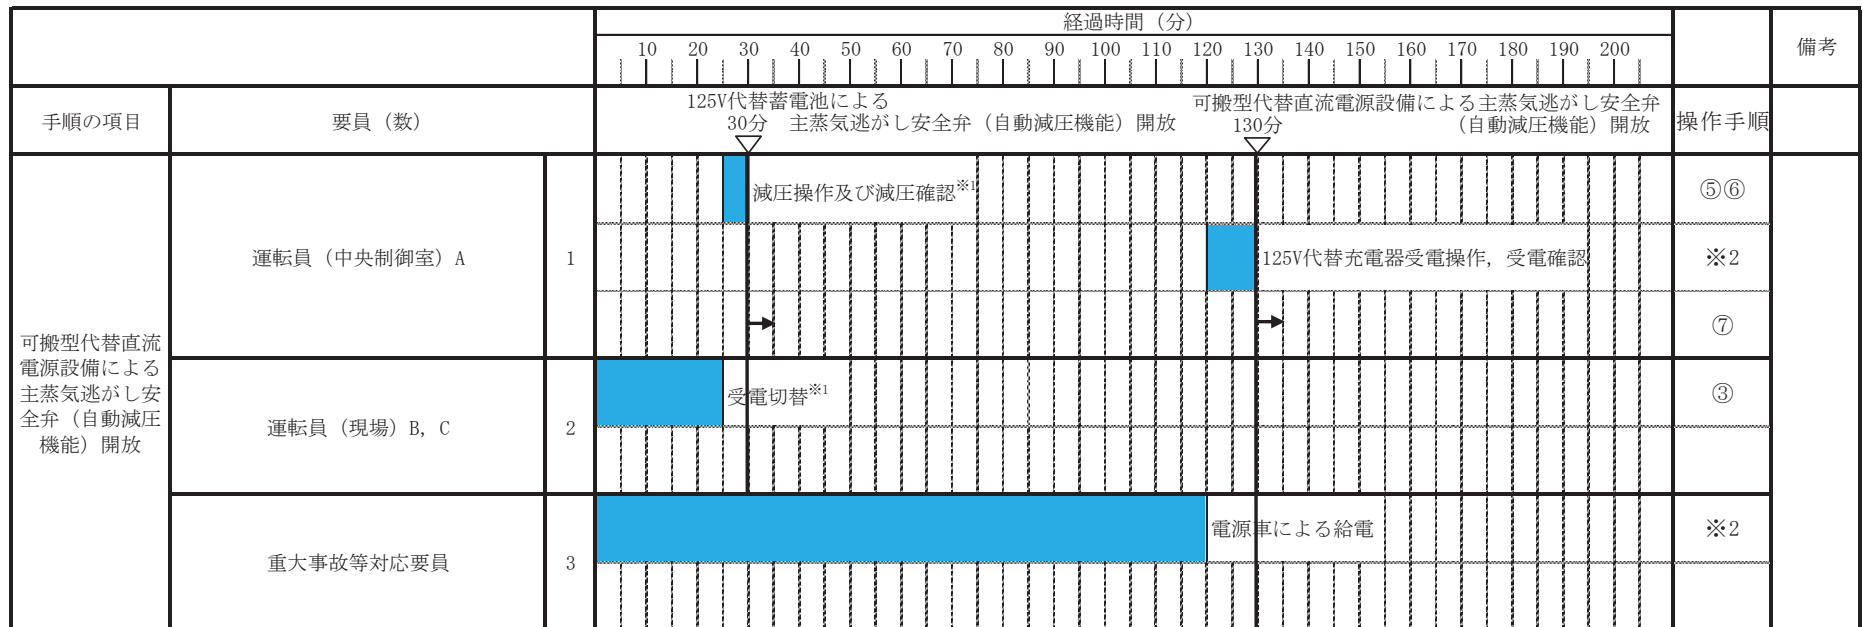 経過時間（分）
10 20 30 40 50 60 70 80 90 100 110 120 130 140 150 160 170 180 190 200
備考
手順の項目
要員（数）
125V代替蓄電池による
30分 主蒸気逃がし安全弁（自動減圧機能）開放
可搬型代替直流電源設備による主蒸気逃がし安全弁
130分 （自動減圧機能）開放
操作手順
可搬型代替直流
電源設備による
主蒸気逃がし安
全弁（自動減圧
機能）開放
運転員（中央制御室）A
1
減圧操作及び減圧確認※1
⑤⑥
125V代替充電器受電操作，受電確認
※2
⑦
運転員（現場）B，C
2
受電切替※1
③
重大事故等対応要員
3
電源車による給電
※2